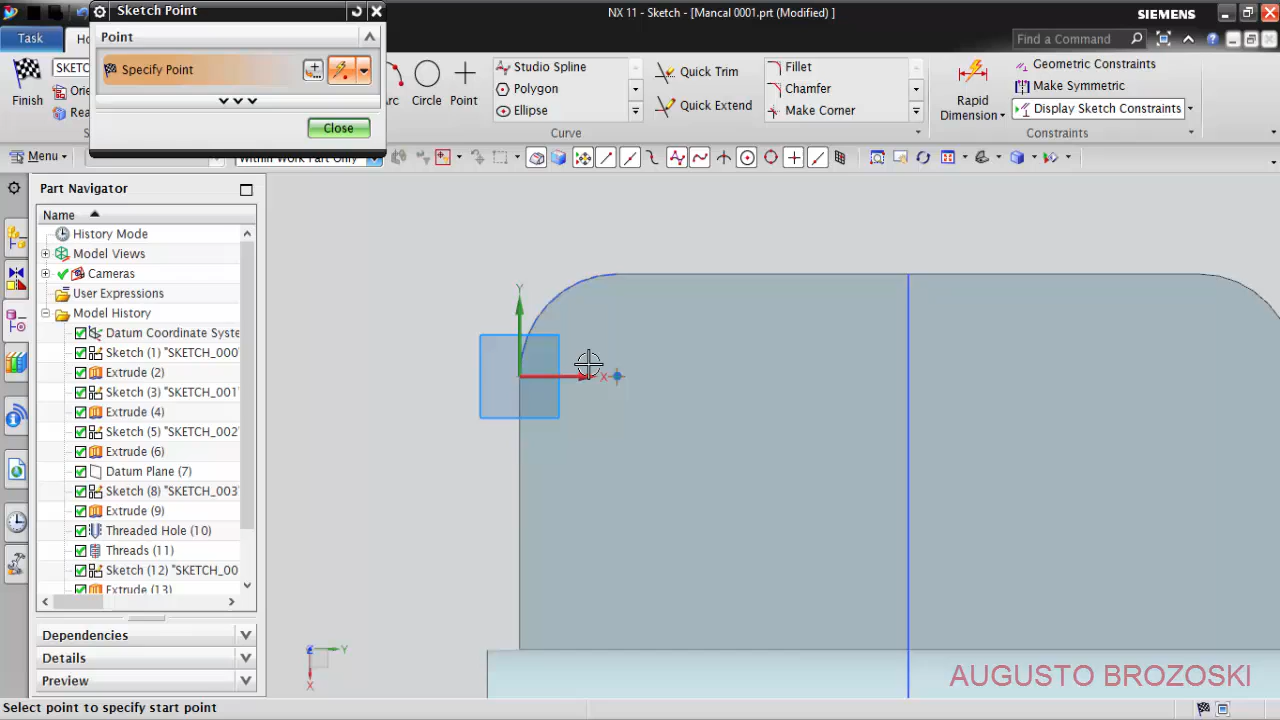 Sketch Point
NX 11 - Sketch - [Mancal 0001.prt (Modified) ]
SIEMENS
Task
Point
Find a Command
Specify Point
Finish
Arc
Circle
Point
Studio Spline
Polygon
Ellipse
Quick Trim
Quick Extend
Fillet
Chamfer
Make Corner
Rapid
Dimension
Geometric Constraints
Make Symmetric
Display Sketch Constraints
Close
Curve
Constraints
Menu
Within Work Part Only
Part Navigator
Name
History Mode
Model Views
Cameras
User Expressions
Model History
Datum Coordinate Syste
Sketch (1) "SKETCH_000
Extrude (2)
Sketch (3) "SKETCH_001
Extrude (4)
Sketch (5) "SKETCH_002
Extrude (6)
Datum Plane (7)
Sketch (8) "SKETCH_003
Extrude (9)
Threaded Hole (10)
Threads (11)
Sketch (12) "SKETCH_00
Extrude (13)
Dependencies
Details
Preview
Y
X
Y
X
AUGUSTO BROZOSKI
Select point to specify start point